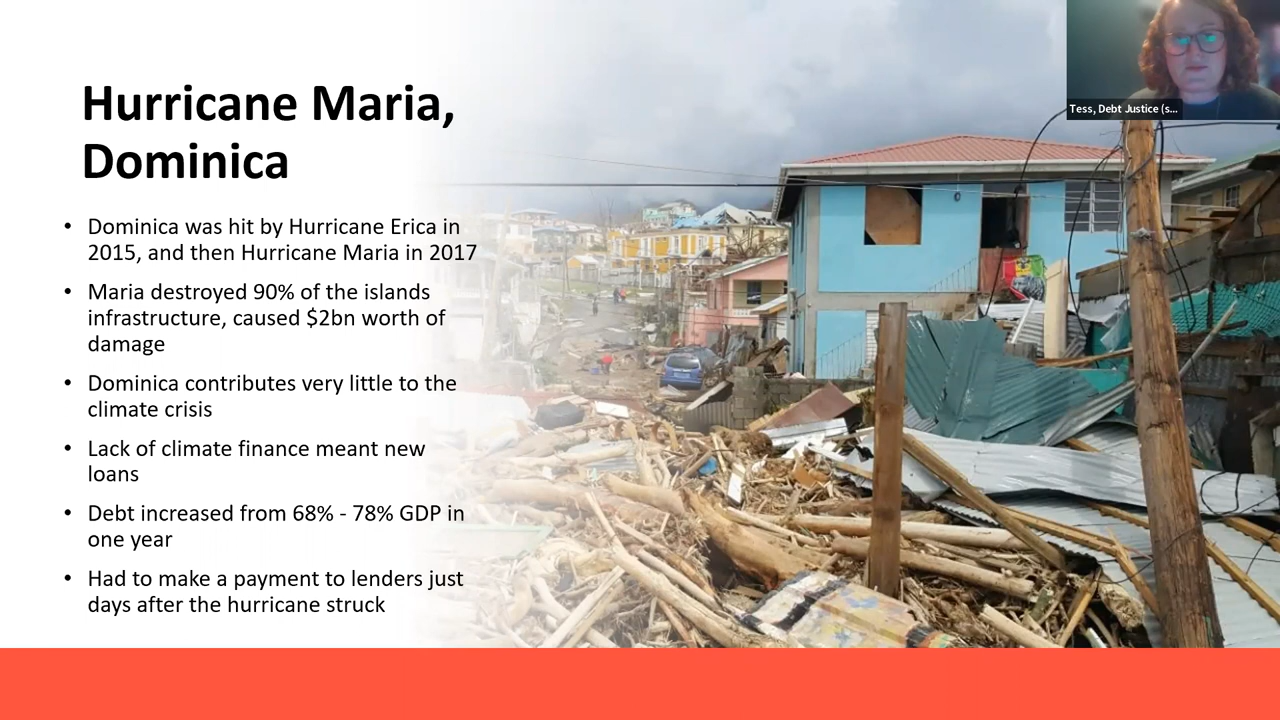 Tess, Debt Justice (s...
Hurricane Maria,
Dominica
• Dominica was hit by Hurricane Erica in
2015, and then Hurricane Maria in 2017
• Maria destroyed 90% of the islands
infrastructure, caused $2bn worth of
damage
• Dominica contributes very little to the
climate crisis
• Lack of climate finance meant new
loans
• Debt increased from 68% - 78% GDP in
one year
• Had to make a payment to lenders just
days after the hurricane struck